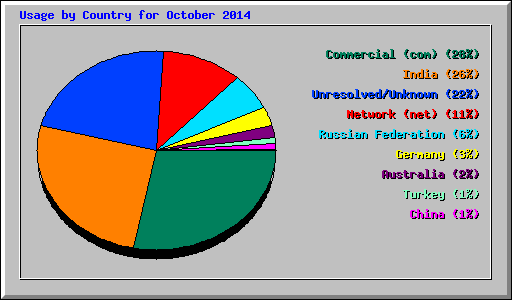 Usage by Country for October 2014
Commercial (com) (28%)
India (26%)
Unresolved/Unknown (22%)
Network (net) (11%)
Russian Federation (6%)
Germany (3%)
Australia (2%)
Turkey (1%)
China (1%)